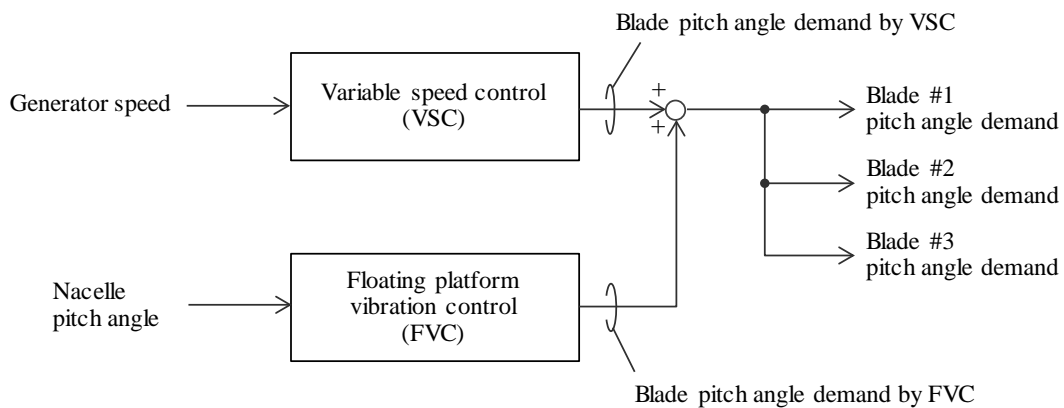 Blade pitch angle demand by VSC
Generator speed
Variable speed control
(VSC)
+
+
Blade #1
pitch angle demand
Blade #2
pitch angle demand
Blade #3
pitch angle demand
Nacelle
pitch angle
Floating platform
vibration control
(FVC)
Blade pitch angle demand by FVC